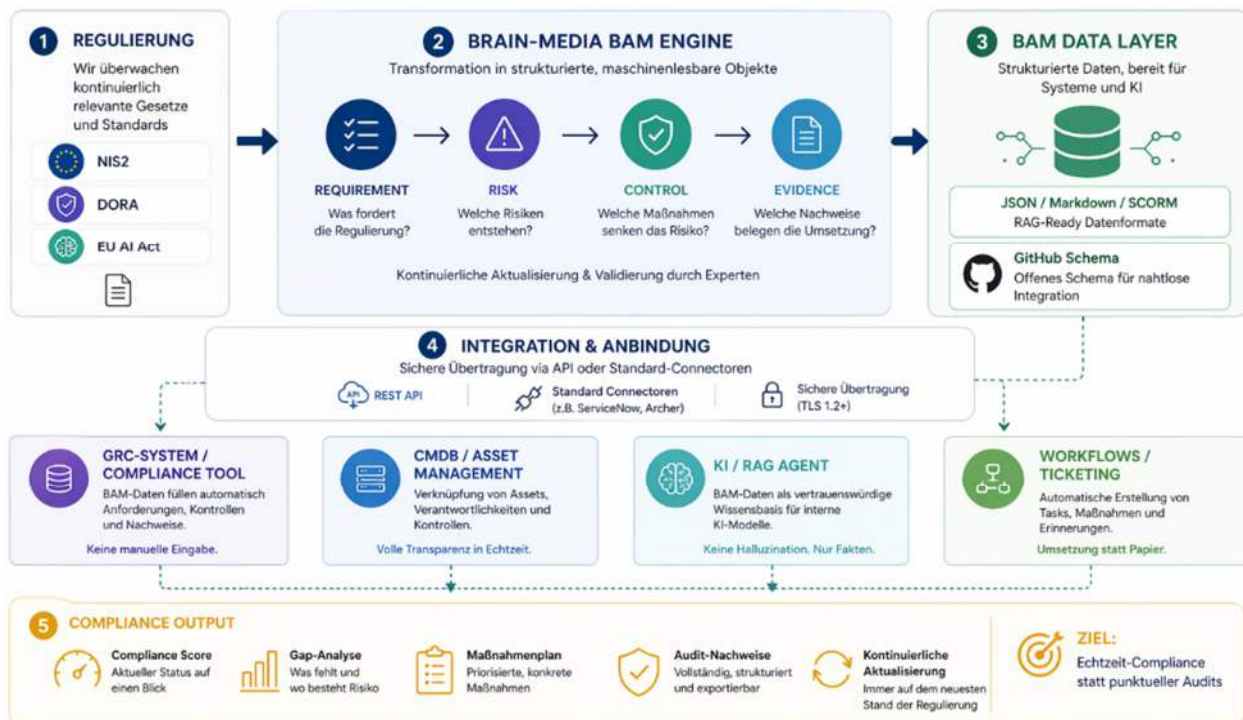 1 REGULIERUNG
Wir überwachen
kontinuierlich
relevante Gesetze
und Standards
NIS2
DORA
EU AI Act
2 BRAIN-MEDIA BAM ENGINE
Transformation in strukturierte, maschinenlesbare Objekte
REQUIREMENT
Was fordert
die Regulierung?
RISK
Welche Risiken
entstehen?
CONTROL
Welche Maßnahmen
senken das Risiko?
EVIDENCE
Welche Nachweise
belegen die Umsetzung?
Kontinuierliche Aktualisierung & Validierung durch Experten
3 BAM DATA LAYER
Strukturierte Daten, bereit für
Systeme und KI
JSON / Markdown / SCORM
RAG-Ready Datenformate
GitHub Schema
Offenes Schema für nahtlose
Integration
4 INTEGRATION & ANBINDUNG
Sichere Übertragung via API oder Standard-Connectoren
API
REST API
Standard Connectoren
(z.B. ServiceNow, Archer)
Sichere Übertragung
(TLS 1.2+)
GRC-SYSTEM /
COMPLIANCE TOOL
BAM-Daten füllen automatisch
Anforderungen, Kontrollen
und Nachweise.
Keine manuelle Eingabe.
CMDB / ASSET
MANAGEMENT
Verknüpfung von Assets,
Verantwortlichkeiten und
Kontrollen.
Volle Transparenz in Echtzeit.
KI / RAG AGENT
BAM-Daten als vertrauenswürdige
Wissensbasis für interne
KI-Modelle.
Keine Halluzination. Nur Fakten.
WORKFLOWS /
TICKETING
Automatische Erstellung von
Tasks, Maßnahmen und
Erinnerungen.
Umsetzung statt Papier.
5 COMPLIANCE OUTPUT
Compliance Score
Aktueller Status auf
einen Blick
Gap-Analyse
Was fehlt und
wo besteht Risiko
Maßnahmenplan
Priorisierte, konkrete
Maßnahmen
Audit-Nachweise
Vollständig, strukturiert
und exportierbar
Kontinuierliche
Aktualisierung
Immer auf dem neuesten
Stand der Regulierung
ZIEL:
Echtzeit-Compliance
statt punktueller Audits